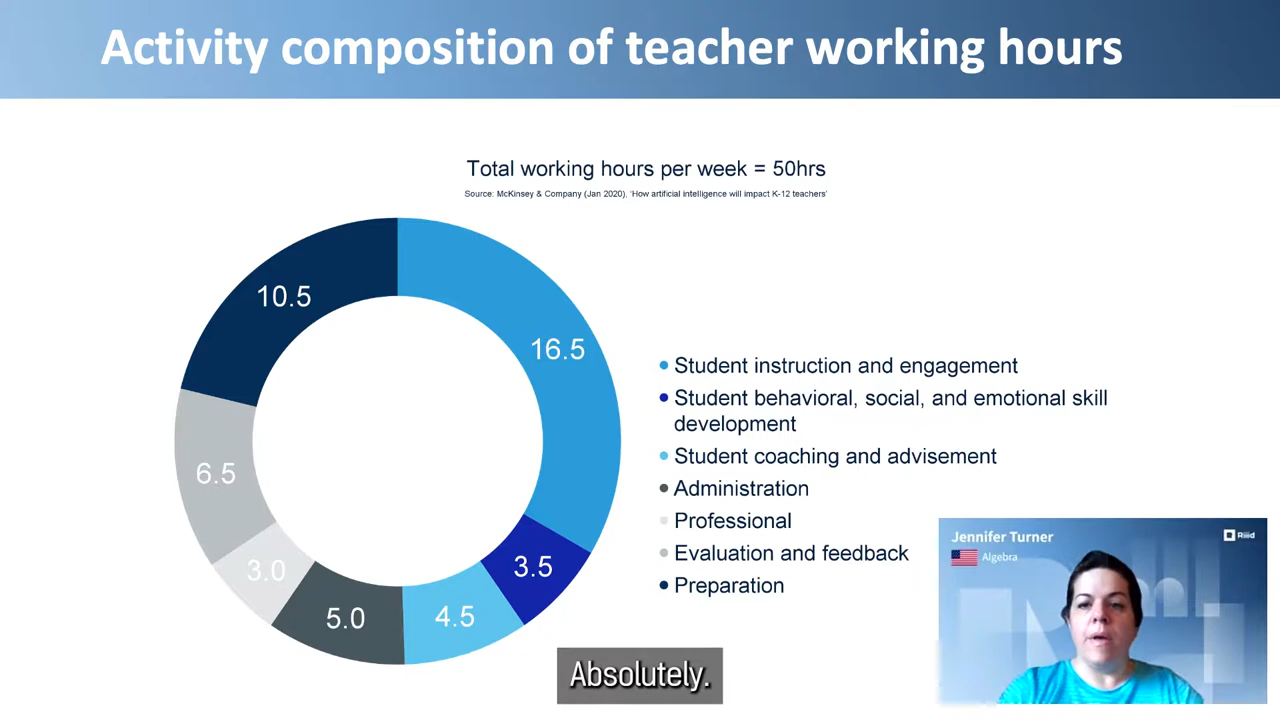 Activity composition of teacher working hours
Total working hours per week = 50hrs
Source: McKinsey & Company (Jan 2020), 'How artificial intelligence will impact K-12 teachers'
10.5
16.5
6.5
3.0
5.0
4.5
3.5
Student instruction and engagement
Student behavioral, social, and emotional skill
development
Student coaching and advisement
Administration
Professional
Evaluation and feedback
Preparation
Jennifer Turner
Algebra
Riiid
Absolutely.